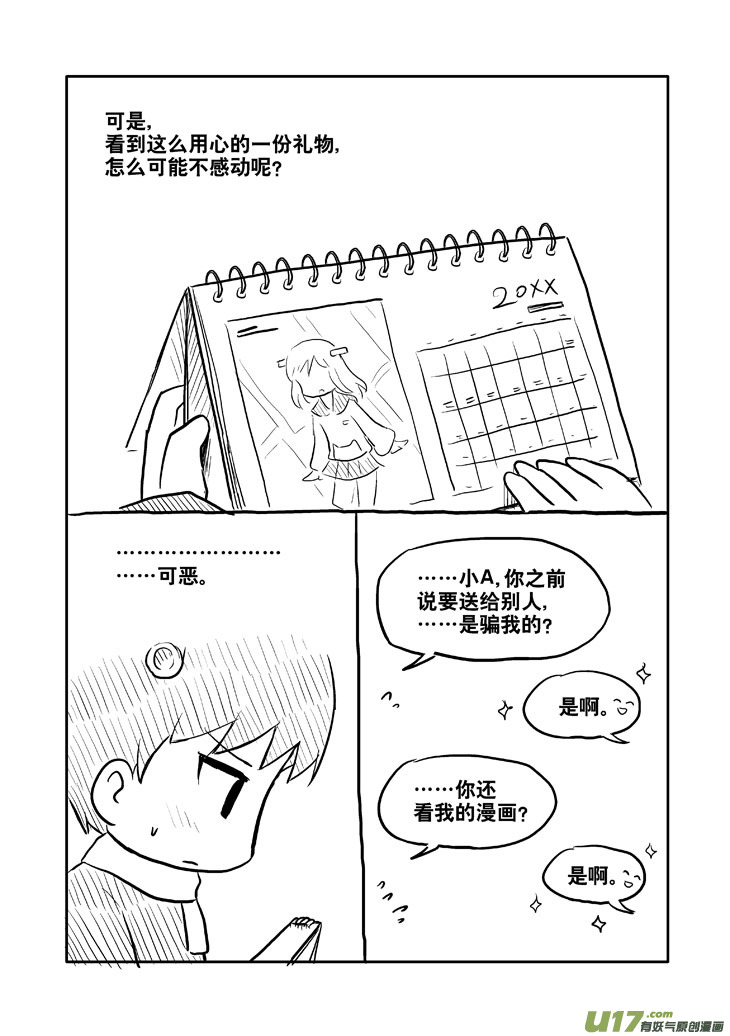 可是，
看到这么用心的一份礼物，
怎么可能不感动呢？
20XX
……………………
……可恶。
……小A，你之前
说要送给别人，
……是骗我的？
是啊。
……你还
看我的漫画？
是啊。
U17.com
有妖气原创漫画